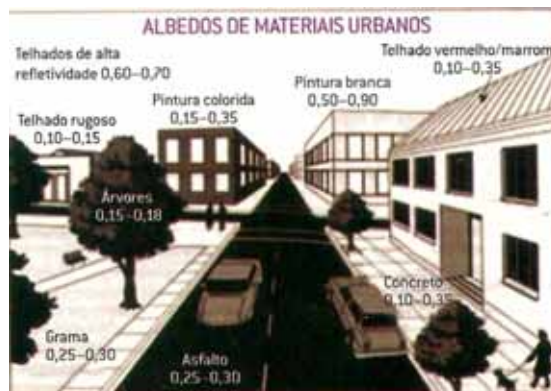 ALBEDOS DE MATERIAIS URBANOS
Telhados de alta
refletividade 0,60–0,70
Telhado vermelho/marrom
0,10–0,35
Pintura colorida
0,15–0,35
Pintura branca
0,50–0,90
Telhado rugoso
0,10–0,15
Árvores
0,15-0,18
Concreto
0,10-0,35
Grama
0,25–0,30
Asfalto
0,25-0,30